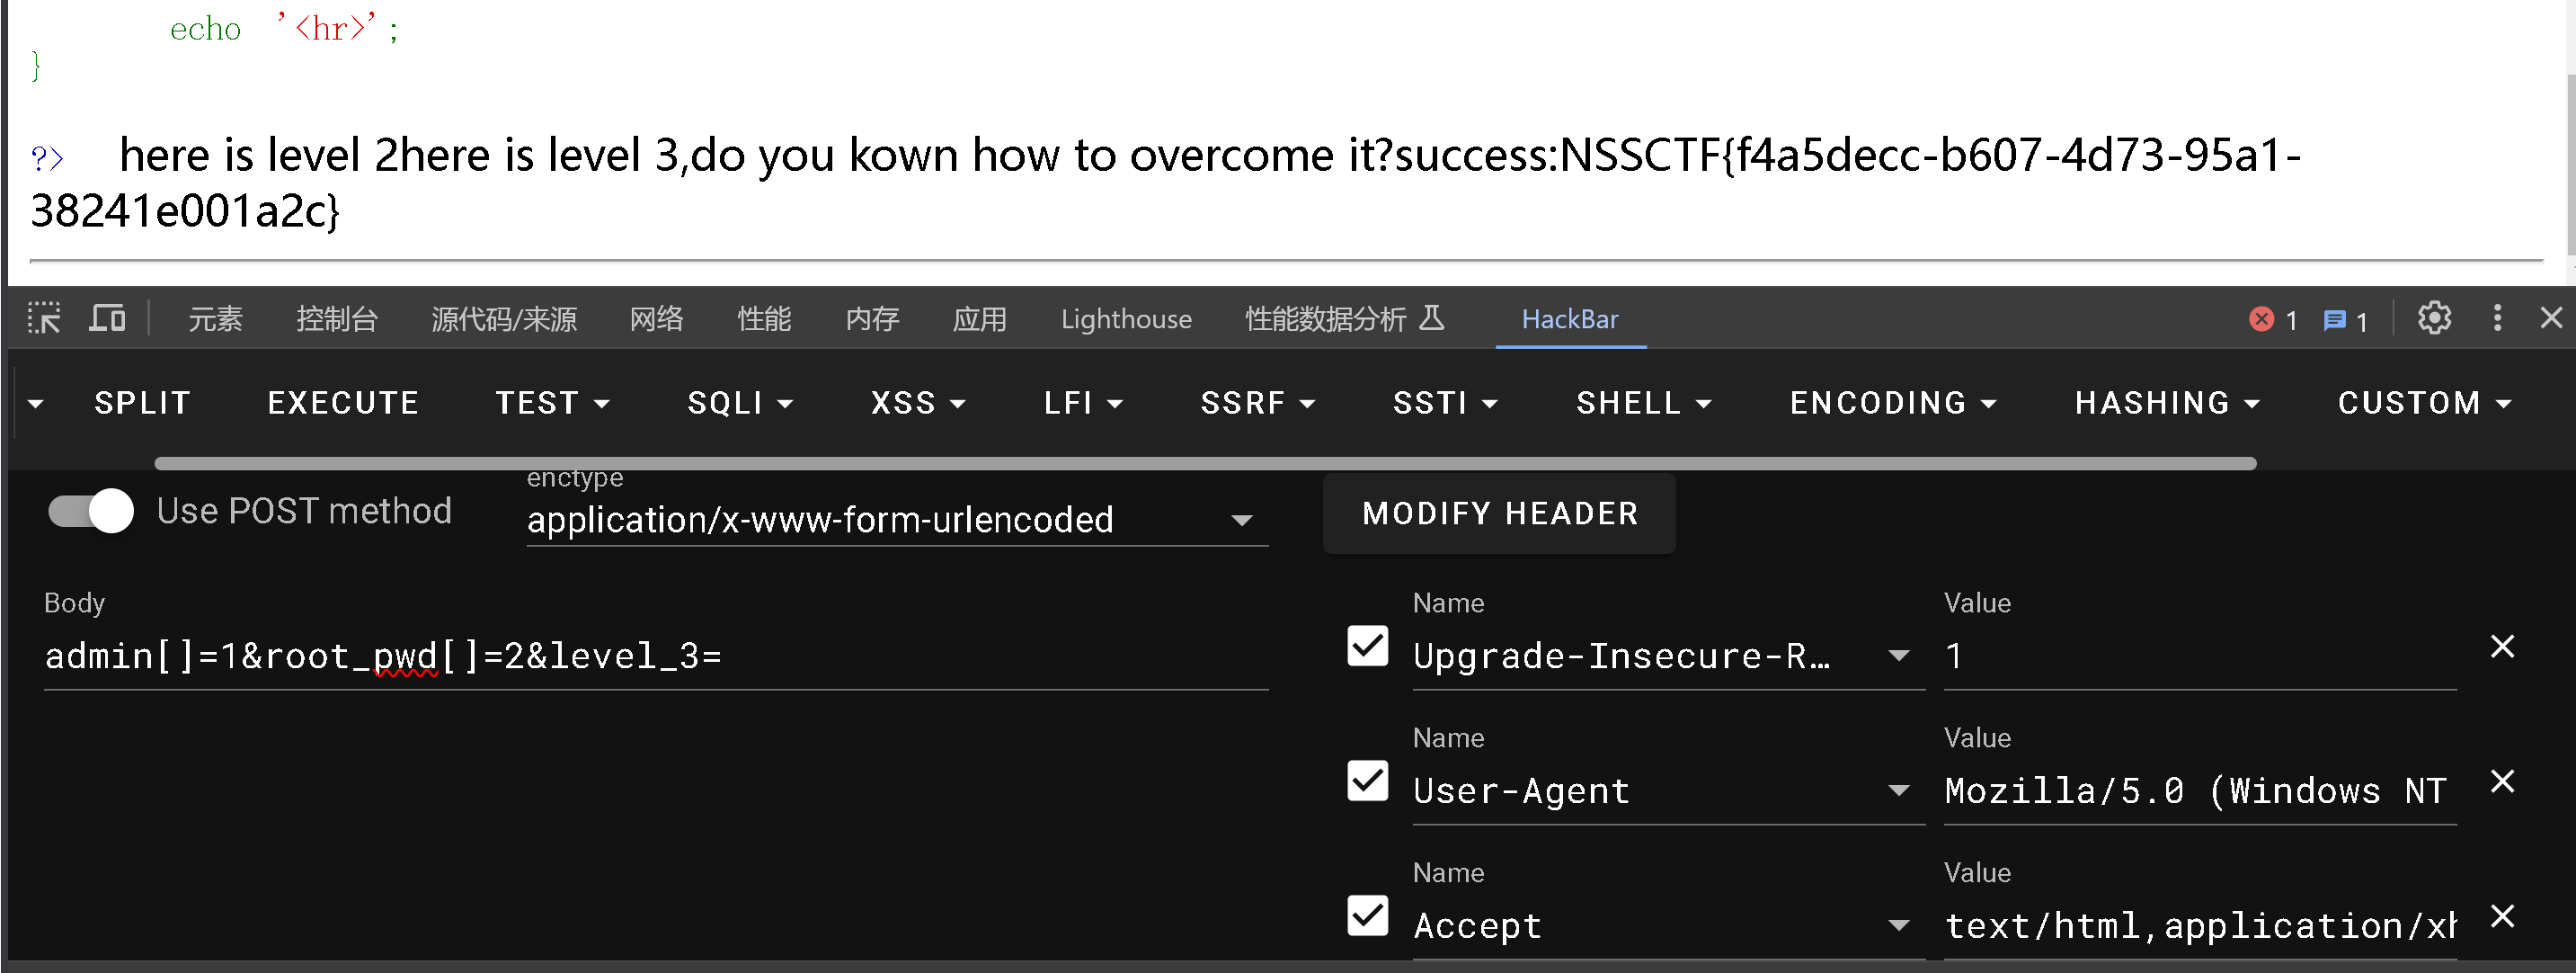 echo '<hr>';
}
?> here is level 2here is level 3,do you kown how to overcome it?success:NSSCTF{f4a5decc-b607-4d73-95a1-
38241e001a2c}
元素 控制台 源代码/来源 网络 性能 内存 应用 Lighthouse 性能数据分析 HackBar 1 1
SPLIT EXECUTE TEST SQLI XSS LFI SSRF SSTI SHELL ENCODING HASHING CUSTOM
enctype
Use POST method application/x-www-form-urlencoded MODIFY HEADER
Body Name Value
admin[]=1&root_pwd[]=2&level_3= Upgrade-Insecure-R… 1
Name Value
User-Agent Mozilla/5.0 (Windows NT
Name Value
Accept text/html,application/xh